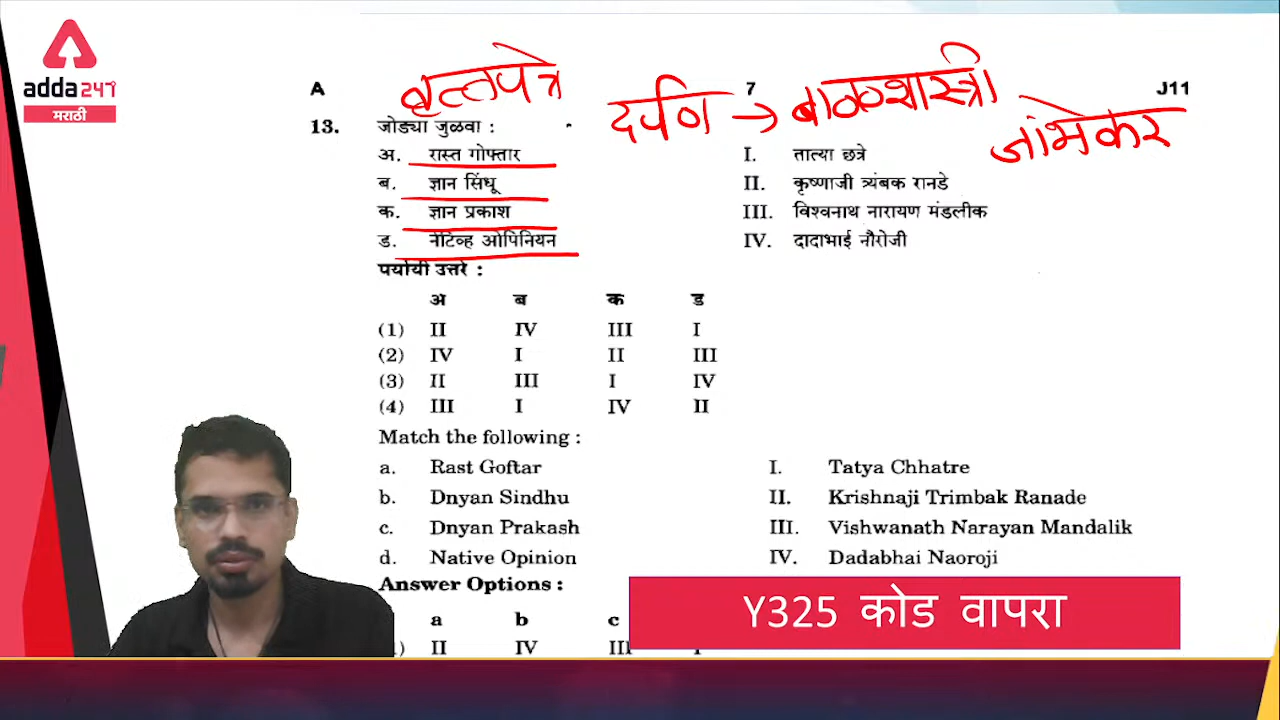 adda247
मराठी
A 7 J11
वृत्तपत्रे
दर्पण → बाळशास्त्री
जांभेकर
13. जोड्या जुळवा :
अ. रास्त गोफ्तार I. तात्या छत्रे
ब. ज्ञान सिंधू II. कृष्णाजी त्र्यंबक रानडे
क. ज्ञान प्रकाश III. विश्वनाथ नारायण मंडलीक
ड. नेटिव्ह ओपिनियन IV. दादाभाई नौरोजी
पर्यायी उत्तरे :
अ ब क ड
(1) II IV III I
(2) IV I II III
(3) II III I IV
(4) III I IV II
Match the following :
a. Rast Goftar I. Tatya Chhatre
b. Dnyan Sindhu II. Krishnaji Trimbak Ranade
c. Dnyan Prakash III. Vishwanath Narayan Mandalik
d. Native Opinion IV. Dadabhai Naoroji
Answer Options :
a b c
II IV III
Y325 कोड वापरा